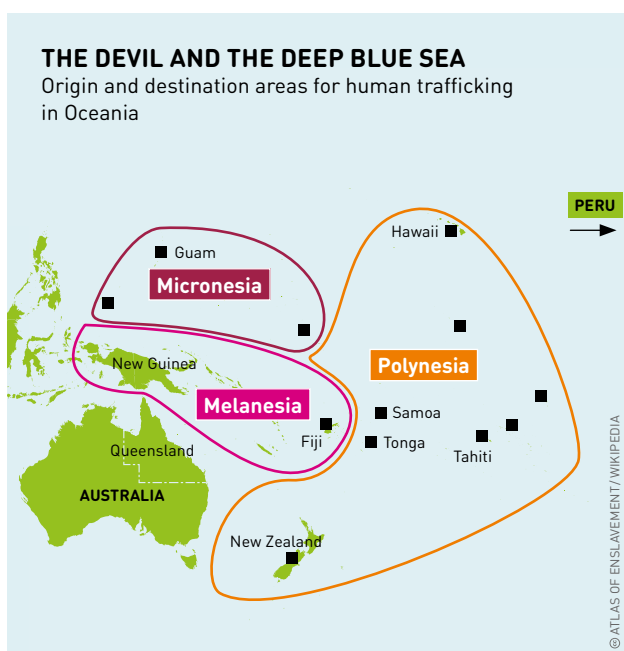 THE DEVIL AND THE DEEP BLUE SEA
Origin and destination areas for human trafficking
in Oceania
PERU
Hawaii
Guam
Micronesia
New Guinea
Polynesia
Melanesia
Samoa
Fiji
Tonga
Queensland
Tahiti
AUSTRALIA
New Zealand
© ATLAS OF ENSLAVEMENT/ WIKIPEDIA